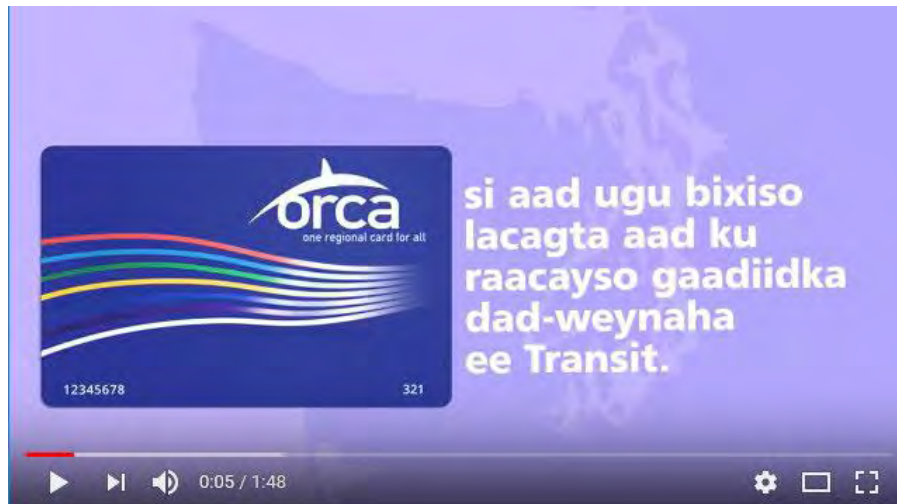 orca
one regional card for all
12345678 321
si aad ugu bixiso
lacagta aad ku
raacayso gaadiidka
dad-weynaha
ee Transit.
0:05 / 1:48